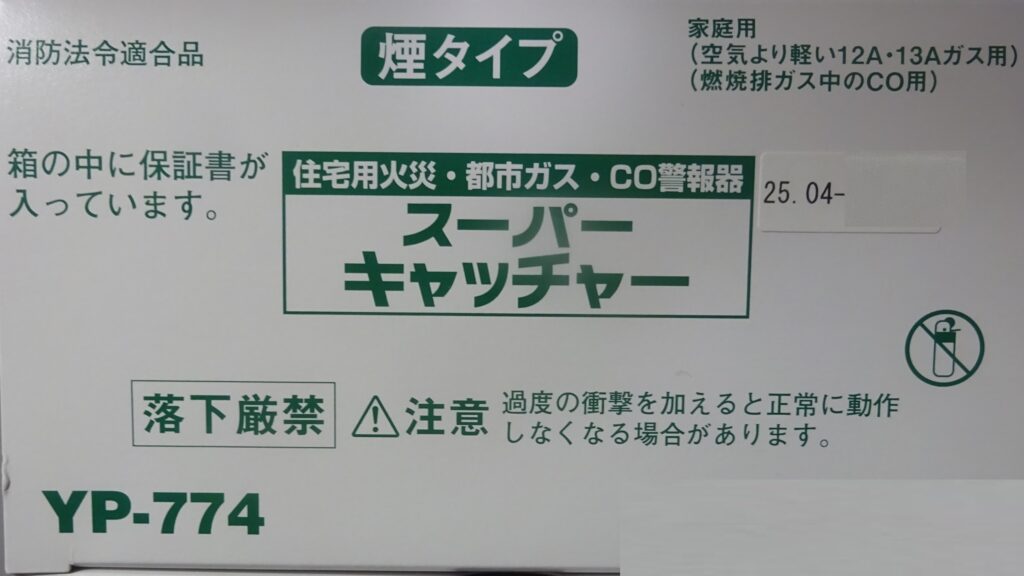 消防法令適合品
煙タイプ
家庭用
(空気より軽い12A・13Aガス用)
(燃焼排ガス中のCO用)
箱の中に保証書が
入っています。
住宅用火災・都市ガス・CO警報器
スーパー
キャッチャー
25.04-
落下厳禁
注意
過度の衝撃を加えると正常に動作
しなくなる場合があります。
YP-774